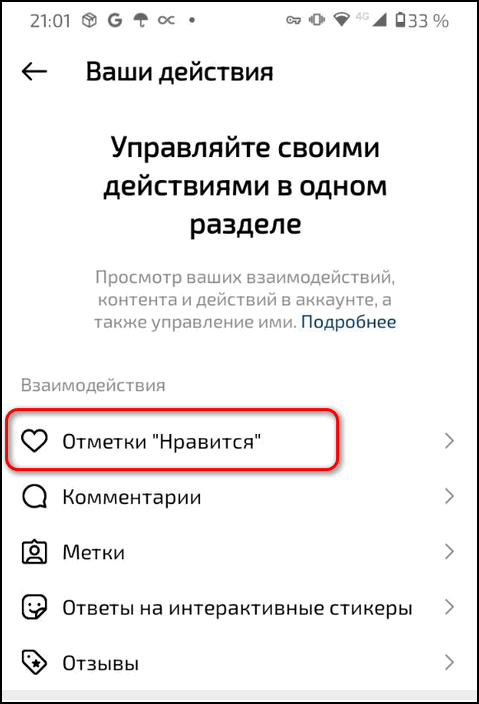 21:01 G 4G 33 %
Ваши действия
Управляйте своими
действиями в одном
разделе
Просмотр ваших взаимодействий,
контента и действий в аккаунте, а
также управление ими. Подробнее
Взаимодействия
Отметки "Нравится"
Комментарии
Метки
Ответы на интерактивные стикеры
Отзывы